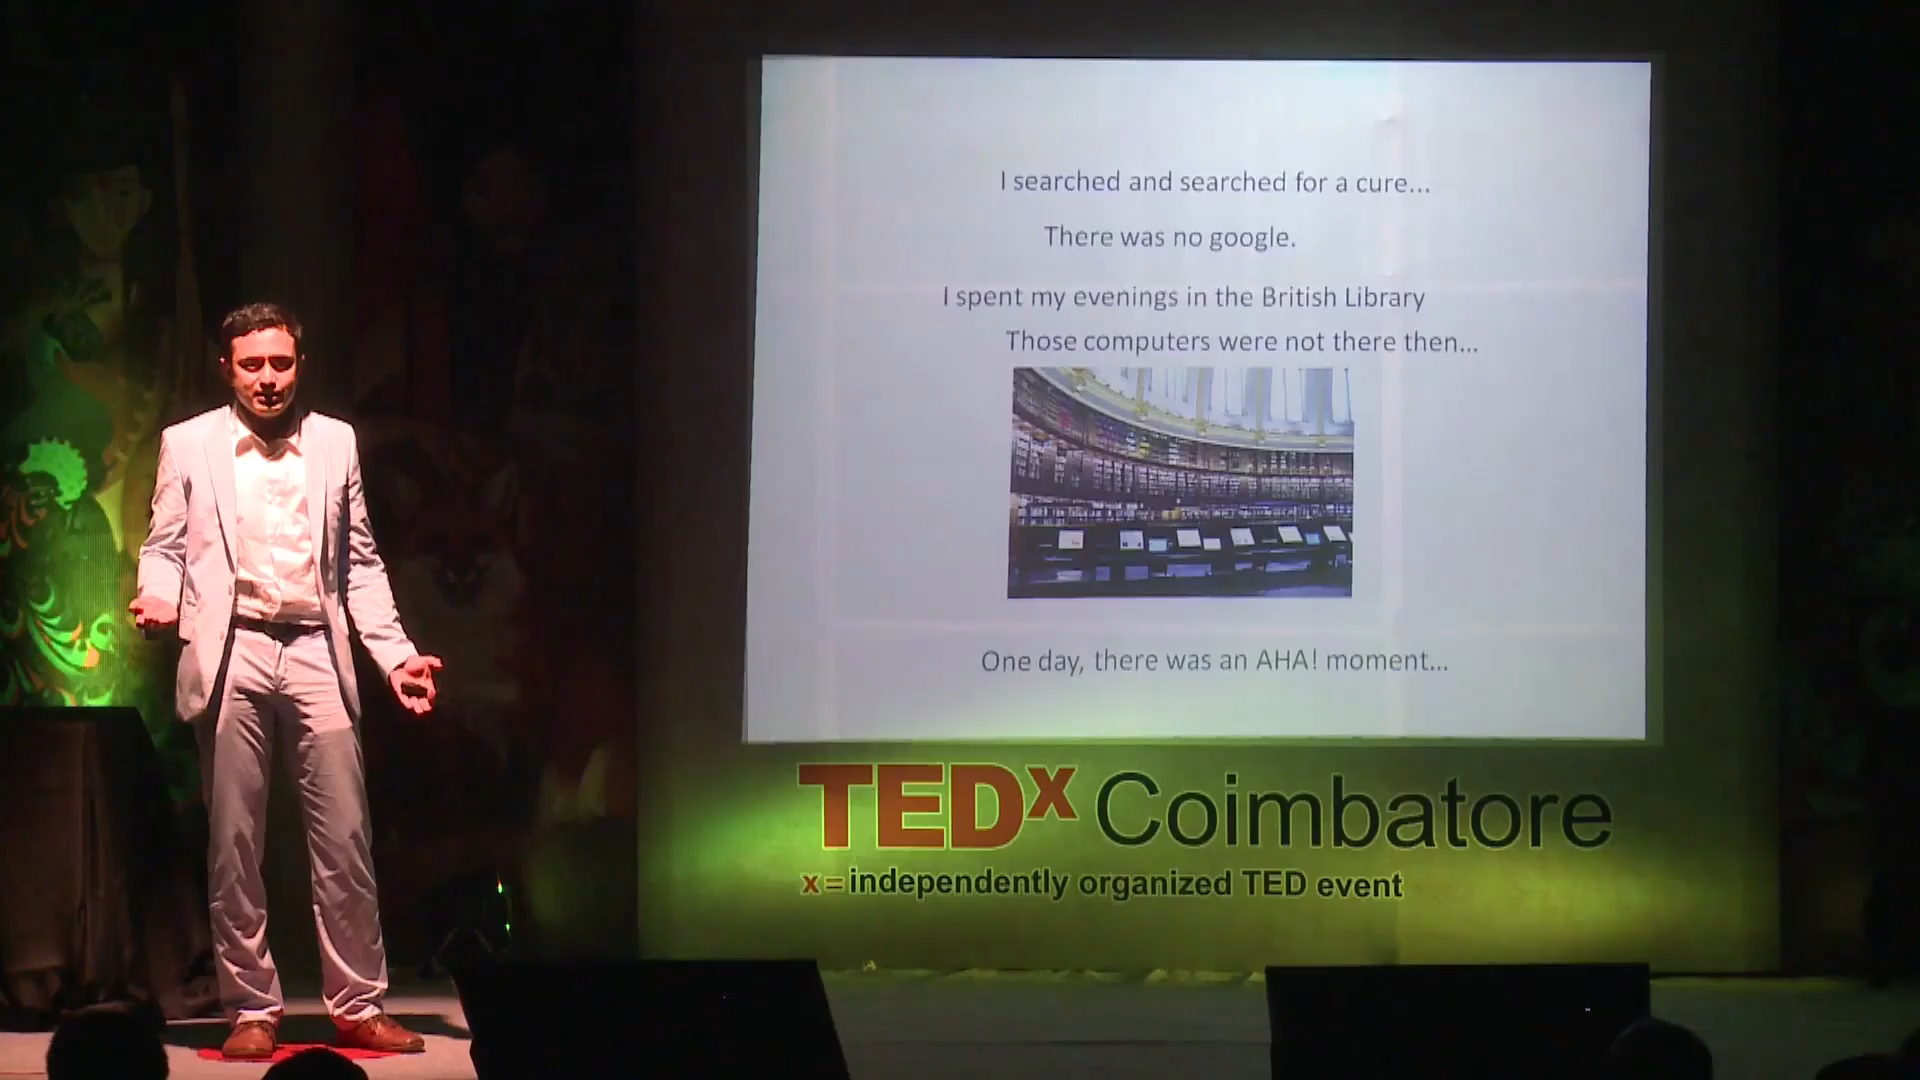 I searched and searched for a cure...
There was no google.
I spent my evenings in the British Library
Those computers were not there then...
One day, there was an AHA! moment...
TEDx Coimbatore
x = independently organized TED event